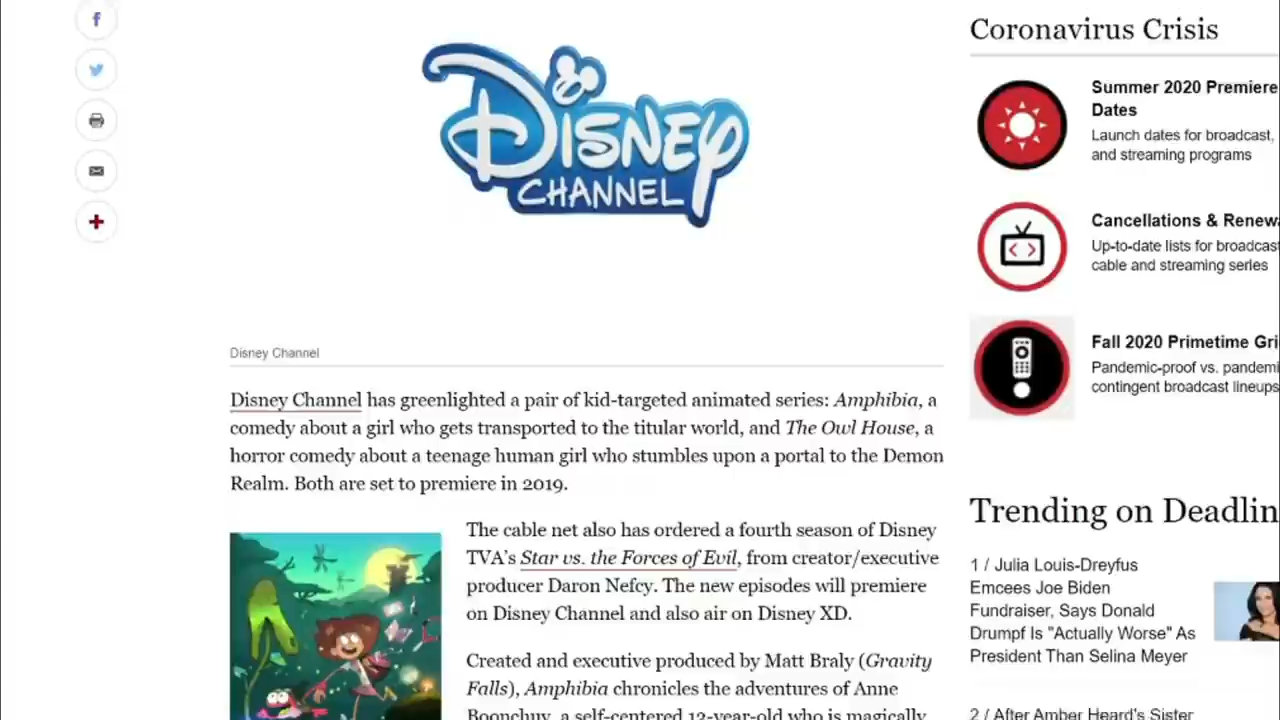 Disney
CHANNEL
Disney Channel
Disney Channel has greenlighted a pair of kid-targeted animated series: Amphibia, a
comedy about a girl who gets transported to the titular world, and The Owl House, a
horror comedy about a teenage human girl who stumbles upon a portal to the Demon
Realm. Both are set to premiere in 2019.
The cable net also has ordered a fourth season of Disney
TVA's Star vs. the Forces of Evil, from creator/executive
producer Daron Nefcy. The new episodes will premiere
on Disney Channel and also air on Disney XD.
Created and executive produced by Matt Braly (Gravity
Falls), Amphibia chronicles the adventures of Anne
Boonchuy, a self-centered 12-year-old who is magically
Coronavirus Crisis
Summer 2020 Premiere
Dates
Launch dates for broadcast,
and streaming programs
Cancellations & Renewa
Up-to-date lists for broadcast
cable and streaming series
Fall 2020 Primetime Gri
Pandemic-proof vs. pandemi
contingent broadcast lineups
Trending on Deadlin
1 / Julia Louis-Dreyfus
Emcees Joe Biden
Fundraiser, Says Donald
Drumpf Is "Actually Worse" As
President Than Selina Meyer
2 / After Amber Heard's Sister